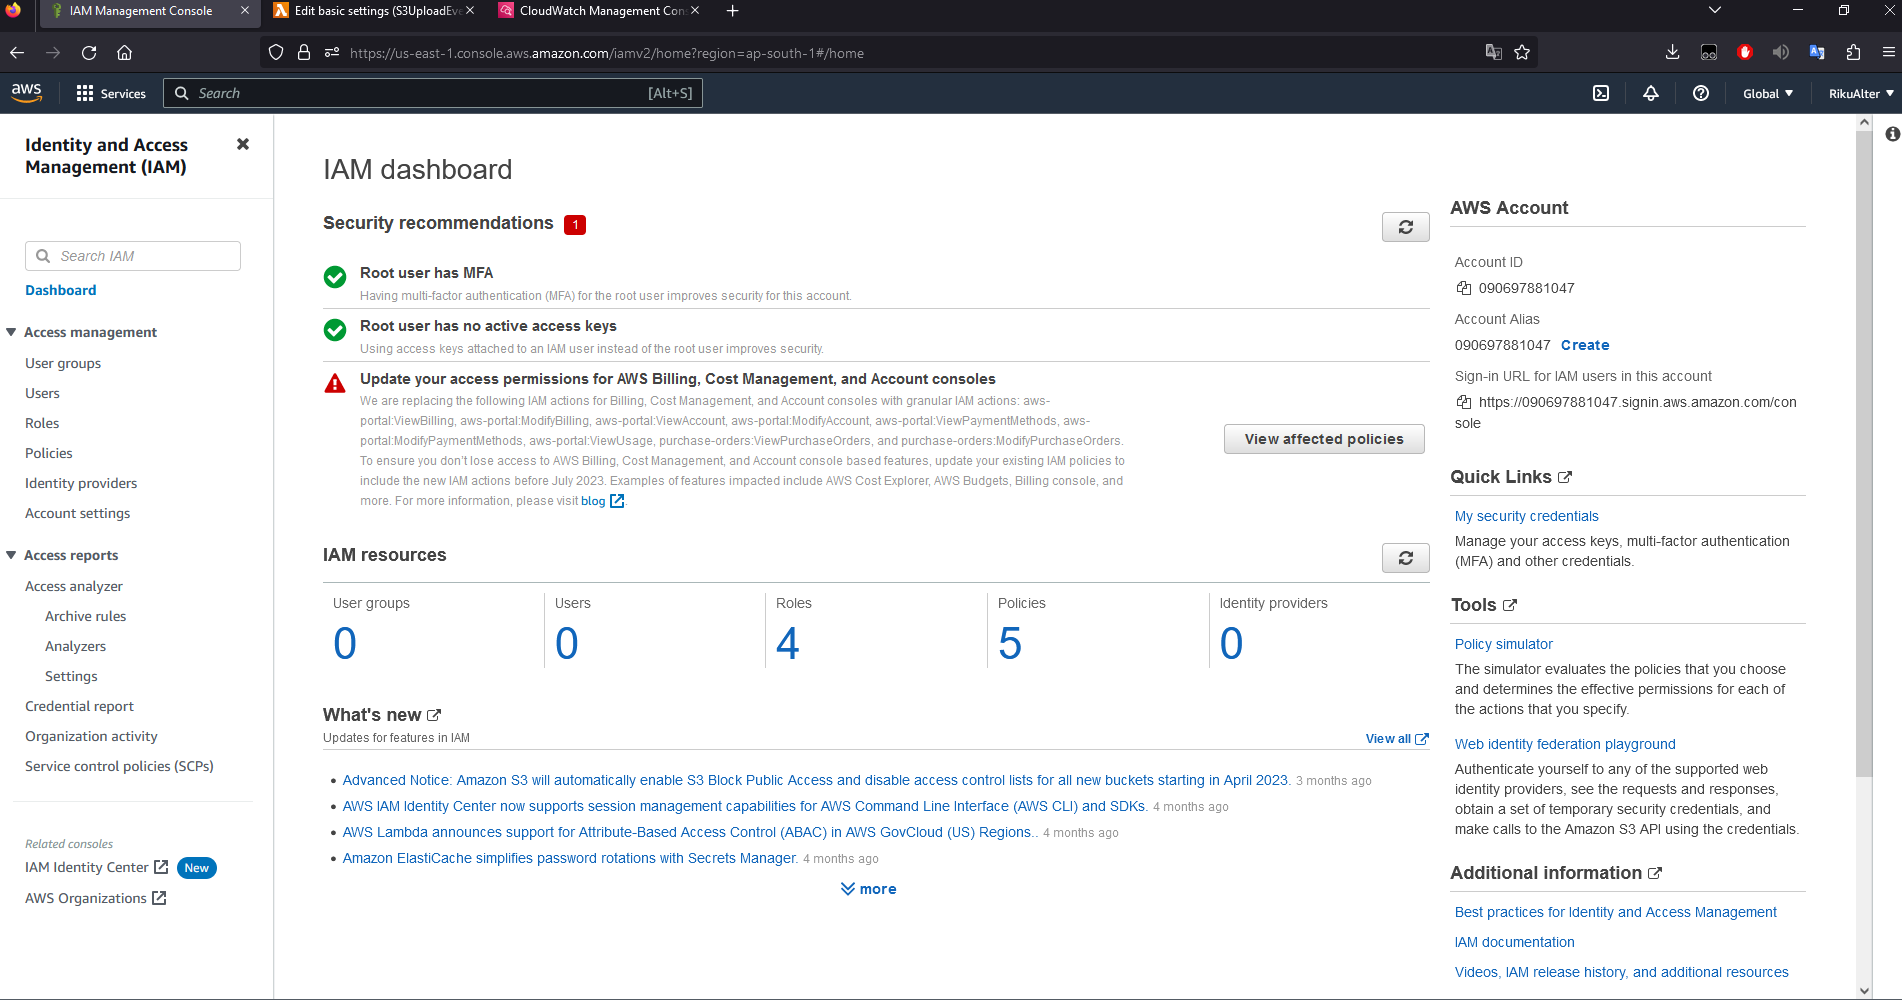 IAM Management Console
Edit basic settings (S3UploadEve
CloudWatch Management Con
https://us-east-1.console.aws.amazon.com/iamv2/home?region=ap-south-1#/home
aws
Services
Search
[Alt+S]
Global
RikuAlter
Identity and Access
Management (IAM)
Search IAM
Dashboard
Access management
User groups
Users
Roles
Policies
Identity providers
Account settings
Access reports
Access analyzer
Archive rules
Analyzers
Settings
Credential report
Organization activity
Service control policies (SCPs)
Related consoles
IAM Identity Center New
AWS Organizations
IAM dashboard
Security recommendations 1
Root user has MFA
Having multi-factor authentication (MFA) for the root user improves security for this account.
Root user has no active access keys
Using access keys attached to an IAM user instead of the root user improves security.
Update your access permissions for AWS Billing, Cost Management, and Account consoles
We are replacing the following IAM actions for Billing, Cost Management, and Account consoles with granular IAM actions: aws-
portal:ViewBilling, aws-portal:ModifyBilling, aws-portal:ViewAccount, aws-portal:ModifyAccount, aws-portal:ViewPaymentMethods, aws-
portal:ModifyPaymentMethods, aws-portal:ViewUsage, purchase-orders:ViewPurchaseOrders, and purchase-orders:ModifyPurchaseOrders.
To ensure you don't lose access to AWS Billing, Cost Management, and Account console based features, update your existing IAM policies to
include the new IAM actions before July 2023. Examples of features impacted include AWS Cost Explorer, AWS Budgets, Billing console, and
more. For more information, please visit blog.
View affected policies
IAM resources
User groups
0
Users
0
Roles
4
Policies
5
Identity providers
0
What's new
Updates for features in IAM
View all
Advanced Notice: Amazon S3 will automatically enable S3 Block Public Access and disable access control lists for all new buckets starting in April 2023. 3 months ago
AWS IAM Identity Center now supports session management capabilities for AWS Command Line Interface (AWS CLI) and SDKs. 4 months ago
AWS Lambda announces support for Attribute-Based Access Control (ABAC) in AWS GovCloud (US) Regions.. 4 months ago
Amazon ElastiCache simplifies password rotations with Secrets Manager. 4 months ago
more
AWS Account
Account ID
090697881047
Account Alias
090697881047 Create
Sign-in URL for IAM users in this account
https://090697881047.signin.aws.amazon.com/con
sole
Quick Links
My security credentials
Manage your access keys, multi-factor authentication
(MFA) and other credentials.
Tools
Policy simulator
The simulator evaluates the policies that you choose
and determines the effective permissions for each of
the actions that you specify.
Web identity federation playground
Authenticate yourself to any of the supported web
identity providers, see the requests and responses,
obtain a set of temporary security credentials, and
make calls to the Amazon S3 API using the credentials.
Additional information
Best practices for Identity and Access Management
IAM documentation
Videos, IAM release history, and additional resources